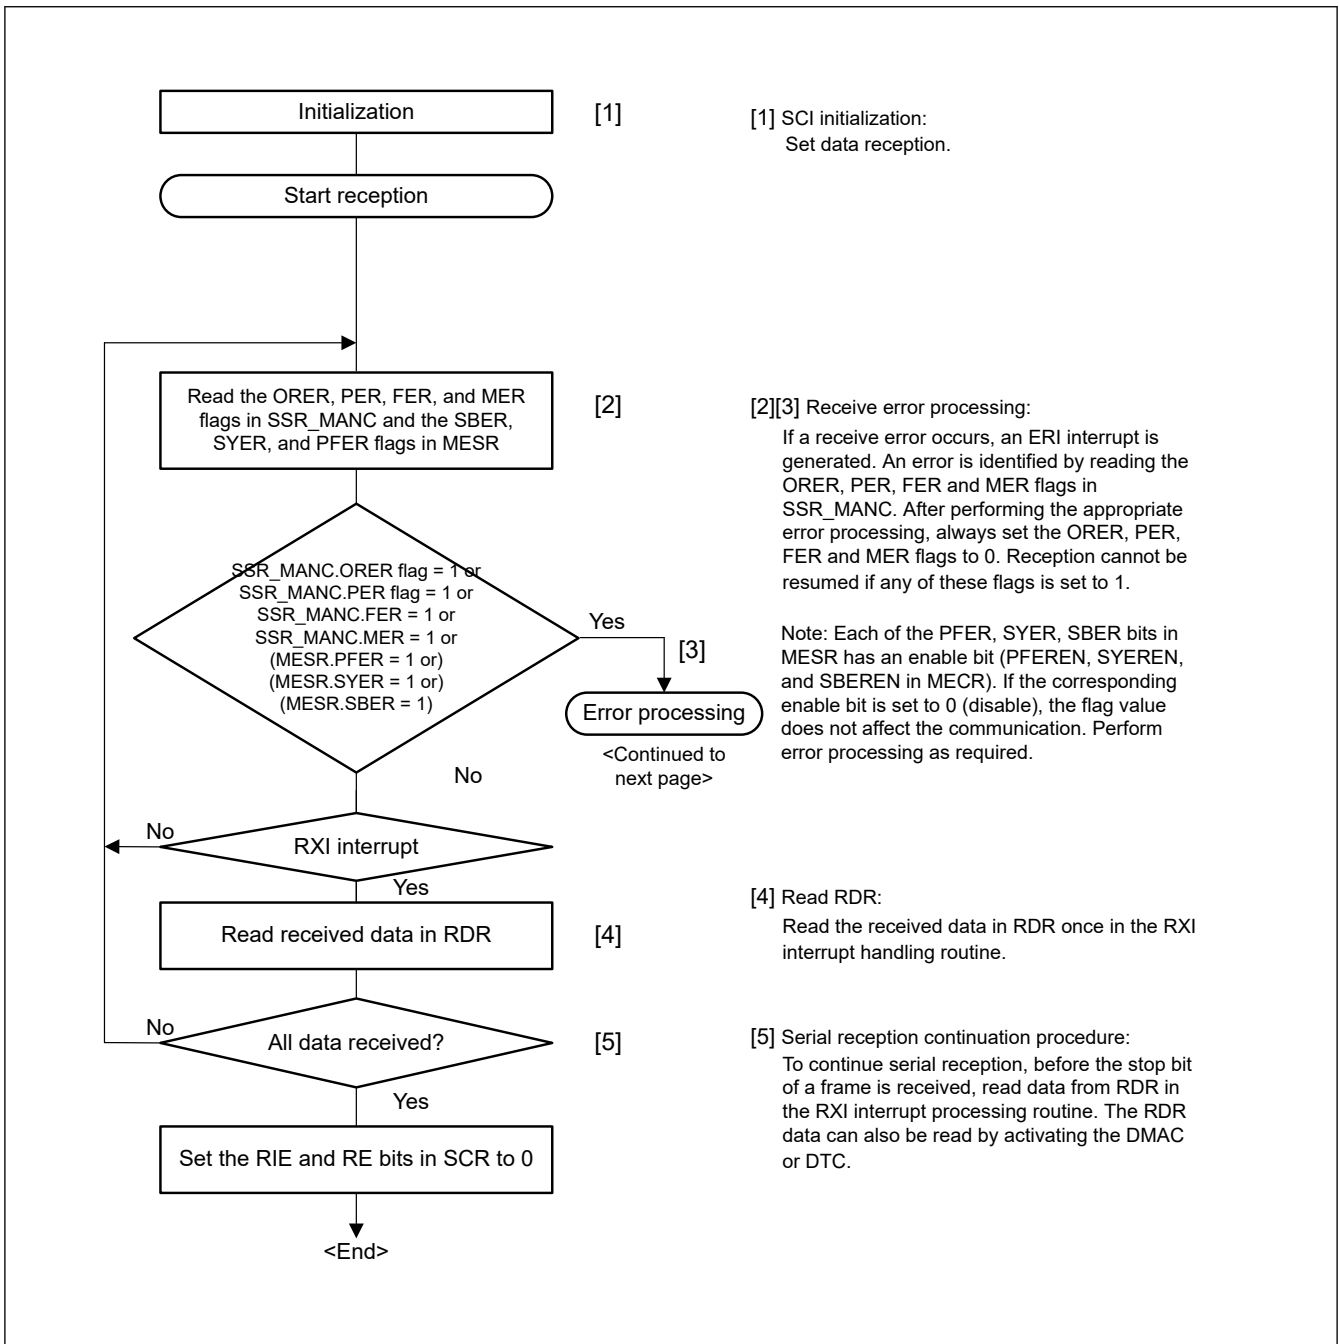 Initialization
[1]
[1] SCI initialization:
Set data reception.
Start reception
Read the ORER, PER, FER, and MER
flags in SSR_MANC and the SBER,
SYER, and PFER flags in MESR
[2]
[2][3] Receive error processing:
If a receive error occurs, an ERI interrupt is
generated. An error is identified by reading the
ORER, PER, FER and MER flags in
SSR_MANC. After performing the appropriate
error processing, always set the ORER, PER,
FER and MER flags to 0. Reception cannot be
resumed if any of these flags is set to 1.
Note: Each of the PFER, SYER, SBER bits in
MESR has an enable bit (PFEREN, SYEREN,
and SBEREN in MECR). If the corresponding
enable bit is set to 0 (disable), the flag value
does not affect the communication. Perform
error processing as required.
SSR_MANC.ORER flag = 1 or
SSR_MANC.PER flag = 1 or
SSR_MANC.FER = 1 or
SSR_MANC.MER = 1 or
(MESR.PFER = 1 or)
(MESR.SYER = 1 or)
(MESR.SBER = 1)
Yes
[3]
Error processing
<Continued to
next page>
No
No
RXI interrupt
Yes
Read received data in RDR
[4]
[4] Read RDR:
Read the received data in RDR once in the RXI
interrupt handling routine.
No
All data received?
[5]
[5] Serial reception continuation procedure:
To continue serial reception, before the stop bit
of a frame is received, read data from RDR in
the RXI interrupt processing routine. The RDR
data can also be read by activating the DMAC
or DTC.
Yes
Set the RIE and RE bits in SCR to 0
<End>